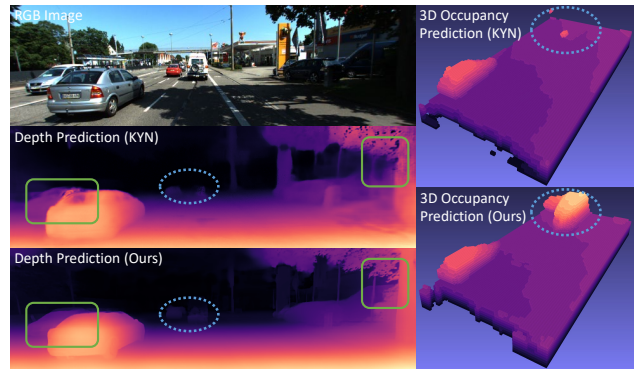 RGB Image
Depth Prediction (KYN)
Depth Prediction (Ours)
3D Occupancy
Prediction (KYN)
3D Occupancy
Prediction (Ours)